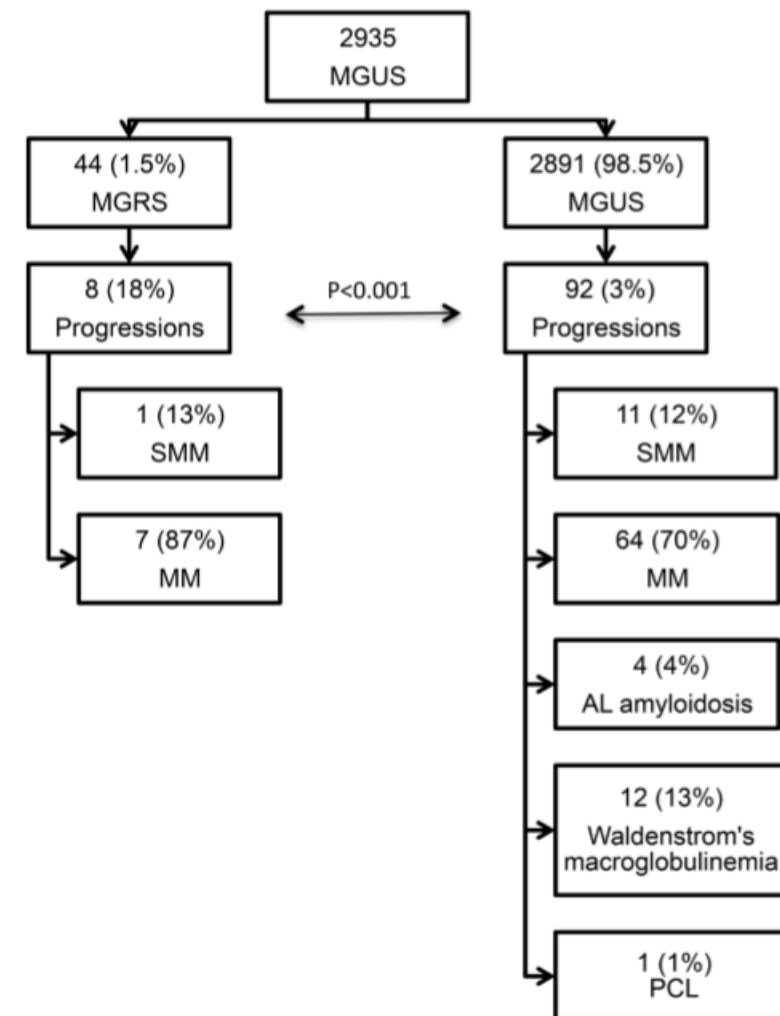 2935
MGUS
44 (1.5%)
MGRS
2891 (98.5%)
MGUS
8 (18%)
Progressions
P<0.001
92 (3%)
Progressions
1 (13%)
SMM
11 (12%)
SMM
7 (87%)
MM
64 (70%)
MM
4 (4%)
AL amyloidosis
12 (13%)
Waldenstrom's
macroglobulinemia
1 (1%)
PCL